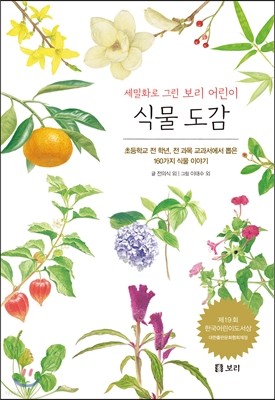 세밀화로 그린 보리 어린이
식물 도감
초등학교 전 학년, 전 과목 교과서에서 뽑은
160가지 식물 이야기
글 전의식 외 | 그림 이태수 외
제19회
한국어린이도서상
보리